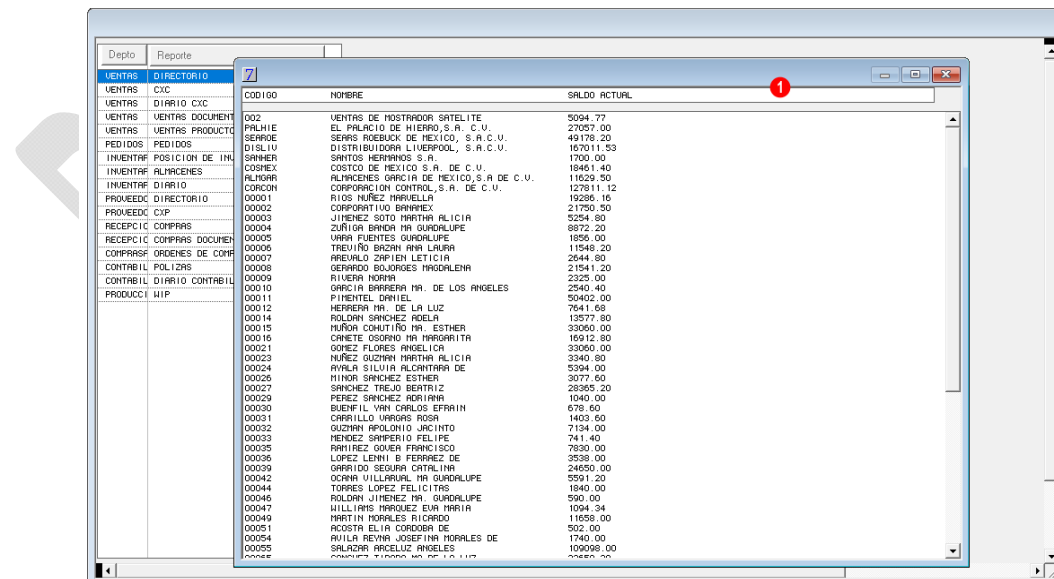 Depto Reporte
VENTAS DIRECTORIO
VENTAS CXC
VENTAS DIARIO CXC
VENTAS VENTAS DOCUMENT
VENTAS VENTAS PRODUCTO
PEDIDOS PEDIDOS
INVENTAR POSICION DE INV
INVENTAR ALMACENES
INVENTAR DIARIO
PROVEEDO DIRECTORIO
PROVEEDO CXP
RECEPCIO COMPRAS
RECEPCIO COMPRAS DOCUMEN
COMPRASP ORDENES DE COMP
CONTABIL POLIZAS
CONTABIL DIARIO CONTABIL
PRODUCCI WIP
7
1
CODIGO NOMBRE SALDO ACTUAL
002 VENTAS DE MOSTRADOR SATELITE 5094.77
PALHIE EL PALACIO DE HIERRO,S.A. C.V. 27057.00
SEAROE SEARS ROEBUCK DE MEXICO, S.A.C.V. 49178.20
DISLIV DISTRIBUIDORA LIVERPOOL, S.A.C.V. 167011.53
SANHER SANTOS HERMANOS S.A. 1700.00
COSMEX COSTCO DE MEXICO S.A. DE C.V. 18461.40
ALMGAR ALMACENES GARCIA DE MEXICO,S.A DE C.V. 11629.50
CORCON CORPORACION CONTROL,S.A. DE C.V. 127811.12
00001 RIOS NUÑEZ MARVELLA 19286.16
00002 CORPORATIVO BANAMEX 21750.50
00003 JIMENEZ SOTO MARTHA ALICIA 5254.80
00004 ZUÑIGA BANDA MA GUADALUPE 8872.20
00005 VARA FUENTES GUADALUPE 1856.00
00006 TREVIÑO BAZAN ANA LAURA 11548.20
00007 AREVALO ZAPIEN LETICIA 2644.80
00008 GERARDO BOJORGES MAGDALENA 21541.20
00009 RIVERA NORMA 2325.00
00010 GARCIA BARRERA MA. DE LOS ANGELES 2540.40
00011 PIMENTEL DANIEL 50402.00
00012 HERRERA MA. DE LA LUZ 7641.68
00014 ROLDAN SANCHEZ ADELA 13577.80
00015 MUÑOA COHUTIÑO MA. ESTHER 33060.00
00016 CANETE OSORNO MA MARGARITA 16912.80
00021 GOMEZ FLORES ANGELICA 33060.00
00023 NUÑEZ GUZMAN MARTHA ALICIA 3340.80
00024 AYALA SILVIA ALCANTARA DE 5394.00
00026 MINOR SANCHEZ ESTHER 3077.60
00027 SANCHEZ TREJO BEATRIZ 28365.20
00029 PEREZ SANCHEZ ADRIANA 1040.00
00030 BUENFIL YAN CARLOS EFRAIN 678.60
00031 CARRILLO VARGAS ROSA 1403.60
00032 GUZMAN APOLONIO JACINTO 7134.00
00033 MENDEZ SAMPERIO FELIPE 741.40
00035 RAMIREZ GOVEA FRANCISCO 7830.00
00036 LOPEZ LENNI B FERRAEZ DE 3538.00
00039 GARRIDO SEGURA CATALINA 24650.00
00042 OCANA VILLARUAL MA GUADALUPE 5591.20
00044 TORRES LOPEZ FELICITAS 1840.00
00046 ROLDAN JIMENEZ MA. GUADALUPE 590.00
00047 WILLIAMS MARQUEZ EVA MARIA 1094.34
00049 MARTIN MORALES RICARDO 11658.00
00051 ACOSTA ELIA CORDOBA DE 502.00
00054 AVILA REYNA JOSEFINA MORALES DE 1740.00
00055 SALAZAR ARCELUZ ANGELES 109098.00